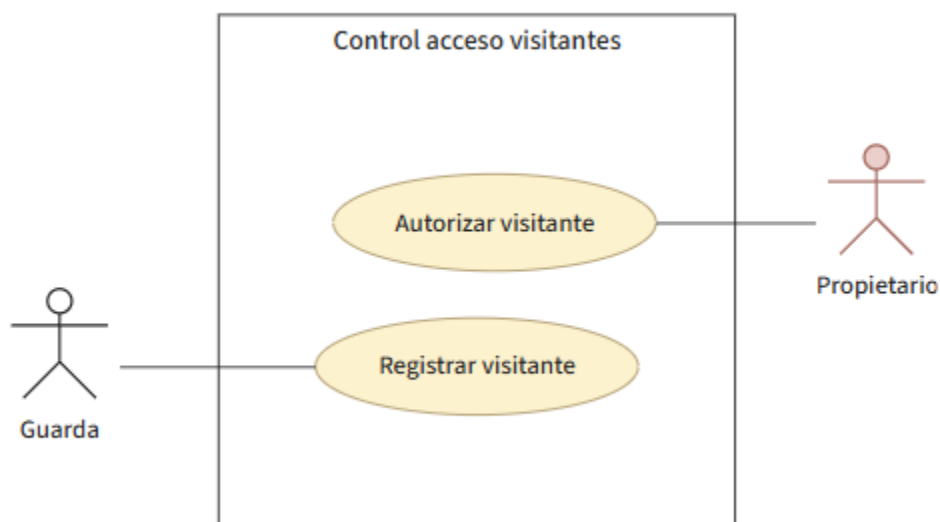 Control acceso visitantes
Autorizar visitante
Propietario
Registrar visitante
Guarda